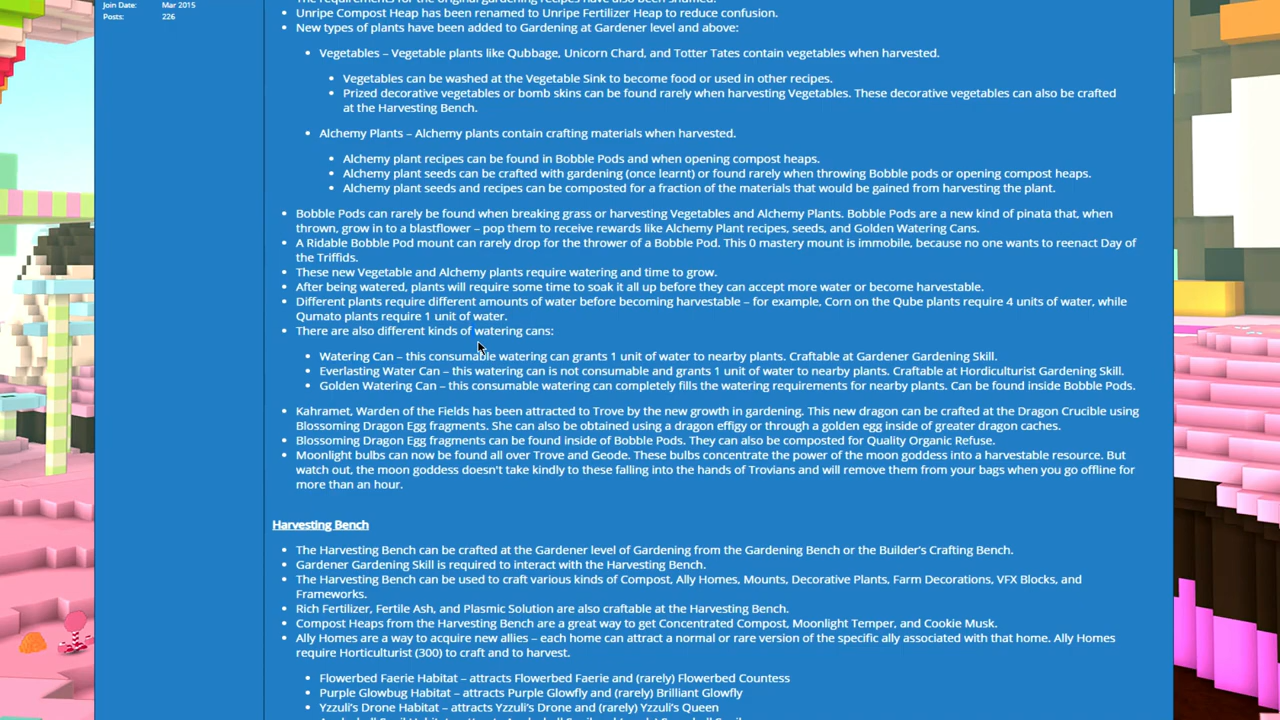 Join Date: Mar 2015
Posts: 226
The requirements for the original gardening recipes have also been shuffled.
Unripe Compost Heap has been renamed to Unripe Fertilizer Heap to reduce confusion.
New types of plants have been added to Gardening at Gardener level and above:
Vegetables – Vegetable plants like Qubbage, Unicorn Chard, and Totter Tates contain vegetables when harvested.
Vegetables can be washed at the Vegetable Sink to become food or used in other recipes.
Prized decorative vegetables or bomb skins can be found rarely when harvesting Vegetables. These decorative vegetables can also be crafted
at the Harvesting Bench.
Alchemy Plants – Alchemy plants contain crafting materials when harvested.
Alchemy plant recipes can be found in Bobble Pods and when opening compost heaps.
Alchemy plant seeds can be crafted with gardening (once learnt) or found rarely when throwing Bobble pods or opening compost heaps.
Alchemy plant seeds and recipes can be composted for a fraction of the materials that would be gained from harvesting the plant.
Bobble Pods can rarely be found when breaking grass or harvesting Vegetables and Alchemy Plants. Bobble Pods are a new kind of pinata that, when
thrown, grow in to a blastflower – pop them to receive rewards like Alchemy Plant recipes, seeds, and Golden Watering Cans.
A Ridable Bobble Pod mount can rarely drop for the thrower of a Bobble Pod. This 0 mastery mount is immobile, because no one wants to reenact Day of
the Triffids.
These new Vegetable and Alchemy plants require watering and time to grow.
After being watered, plants will require some time to soak it all up before they can accept more water or become harvestable.
Different plants require different amounts of water before becoming harvestable – for example, Corn on the Qube plants require 4 units of water, while
Qumato plants require 1 unit of water.
There are also different kinds of watering cans:
Watering Can – this consumable watering can grants 1 unit of water to nearby plants. Craftable at Gardener Gardening Skill.
Everlasting Water Can – this watering can is not consumable and grants 1 unit of water to nearby plants. Craftable at Horticulturist Gardening Skill.
Golden Watering Can – this consumable watering can completely fills the watering requirements for nearby plants. Can be found inside Bobble Pods.
Kahramet, Warden of the Fields has been attracted to Trove by the new growth in gardening. This new dragon can be crafted at the Dragon Crucible using
Blossoming Dragon Egg fragments. She can also be obtained using a dragon effigy or through a golden egg inside of greater dragon caches.
Blossoming Dragon Egg fragments can be found inside of Bobble Pods. They can also be composted for Quality Organic Refuse.
Moonlight bulbs can now be found all over Trove and Geode. These bulbs concentrate the power of the moon goddess into a harvestable resource. But
watch out, the moon goddess doesn't take kindly to these falling into the hands of Trovians and will remove them from your bags when you go offline for
more than an hour.
Harvesting Bench
The Harvesting Bench can be crafted at the Gardener level of Gardening from the Gardening Bench or the Builder's Crafting Bench.
Gardener Gardening Skill is required to interact with the Harvesting Bench.
The Harvesting Bench can be used to craft various kinds of Compost, Ally Homes, Mounts, Decorative Plants, Farm Decorations, VFX Blocks, and
Frameworks.
Rich Fertilizer, Fertile Ash, and Plasmic Solution are also craftable at the Harvesting Bench.
Compost Heaps from the Harvesting Bench are a great way to get Concentrated Compost, Moonlight Temper, and Cookie Musk.
Ally Homes are a way to acquire new allies – each home can attract a normal or rare version of the specific ally associated with that home. Ally Homes
require Horticulturist (300) to craft and to harvest.
Flowerbed Faerie Habitat – attracts Flowerbed Faerie and (rarely) Flowerbed Countess
Purple Glowbug Habitat – attracts Purple Glowfly and (rarely) Brilliant Glowfly
Yzzuli's Drone Habitat – attracts Yzzuli's Drone and (rarely) Yzzuli's Queen